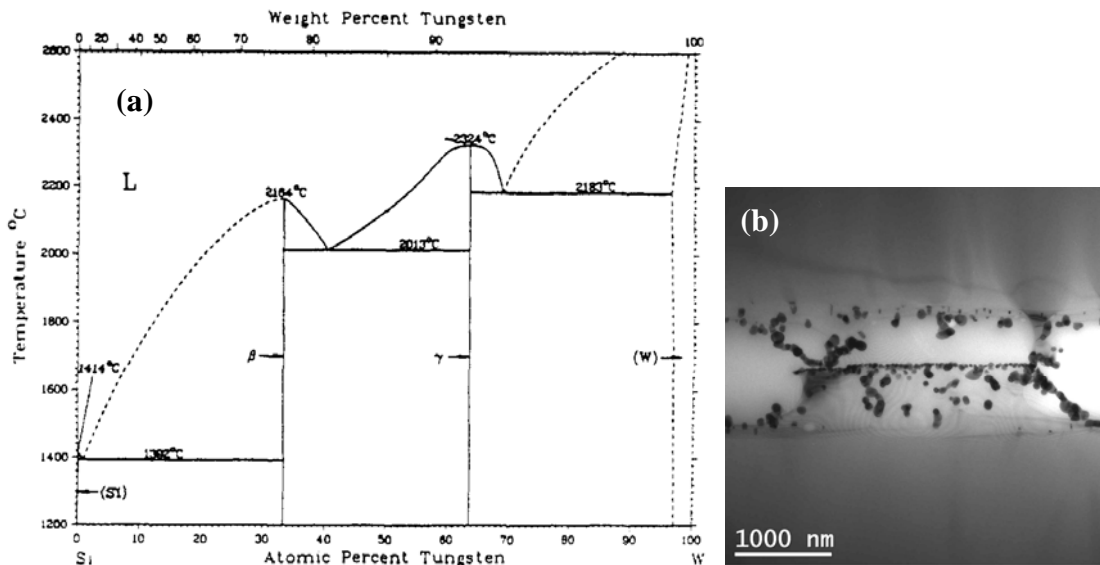 Weight Percent Tungsten
0 10 20 30 40 50 60 70 80 90 100
2600
(a)
(b)
2400
2324°C
L
2200
2164°C
2183°C
2013°C
2000
Temperature °C
1800
β
γ
(W)
1414°C
1600
1400
(Si)
1200
0 10 20 30 40 50 60 70 80 90 100
Si
Atomic Percent Tungsten
W
1000 nm